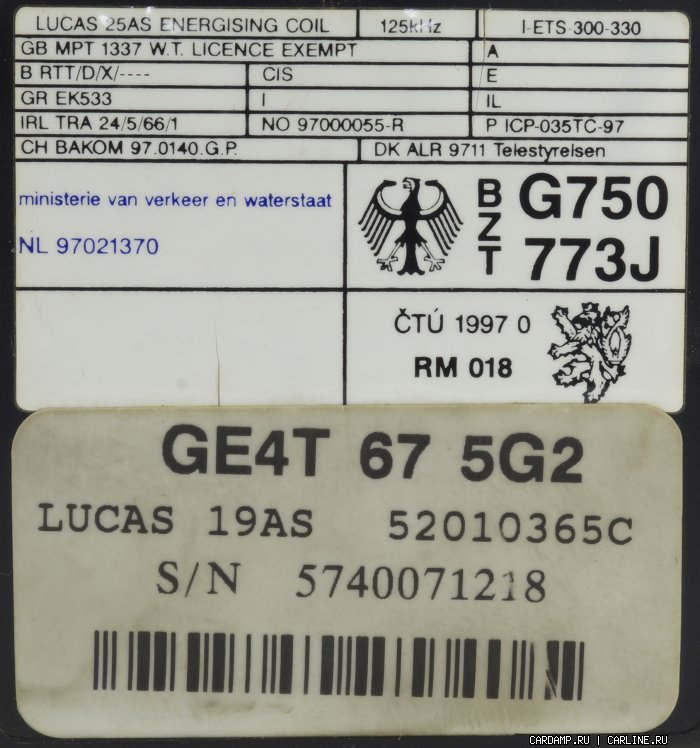 LUCAS 25AS ENERGISING COIL 125kHz I-ETS-300-330
GB MPT 1337 W.T. LICENCE EXEMPT A
B RTT/D/X/---- CIS E
GR EK533 I IL
IRL TRA 24/5/66/1 NO 97000055-R P ICP-035TC-97
CH BAKOM 97.0140.G.P. DK ALR 9711 Telestyrelsen
ministerie van verkeer en waterstaat
NL 97021370
BZT G750
773J
ČTÚ 1997 0
RM 018
GE4T 67 5G2
LUCAS 19AS 52010365C
S/N 5740071218
CARDAMP.RU | CARLINE.RU